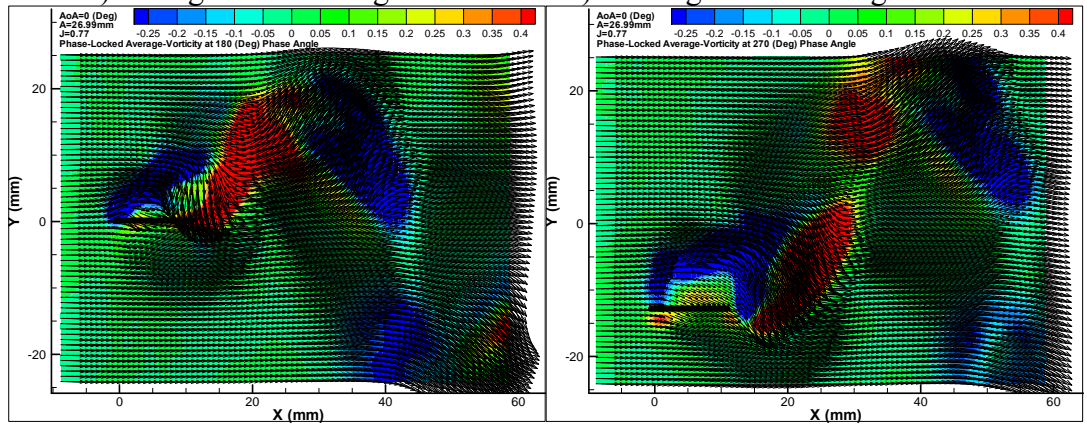 AoA=0 (Deg)
A=26.99mm
J=0.77
-0.25 -0.2 -0.15 -0.1 -0.05 0 0.05 0.1 0.15 0.2 0.25 0.3 0.35 0.4
Phase-Locked Average-Vorticity at 180 (Deg) Phase Angle
Y (mm)
20
0
-20
0 20 40 60
X (mm)
AoA=0 (Deg)
A=26.99mm
J=0.77
-0.25 -0.2 -0.15 -0.1 -0.05 0 0.05 0.1 0.15 0.2 0.25 0.3 0.35 0.4
Phase-Locked Average-Vorticity at 270 (Deg) Phase Angle
Y (mm)
20
0
-20
0 20 40 60
X (mm)